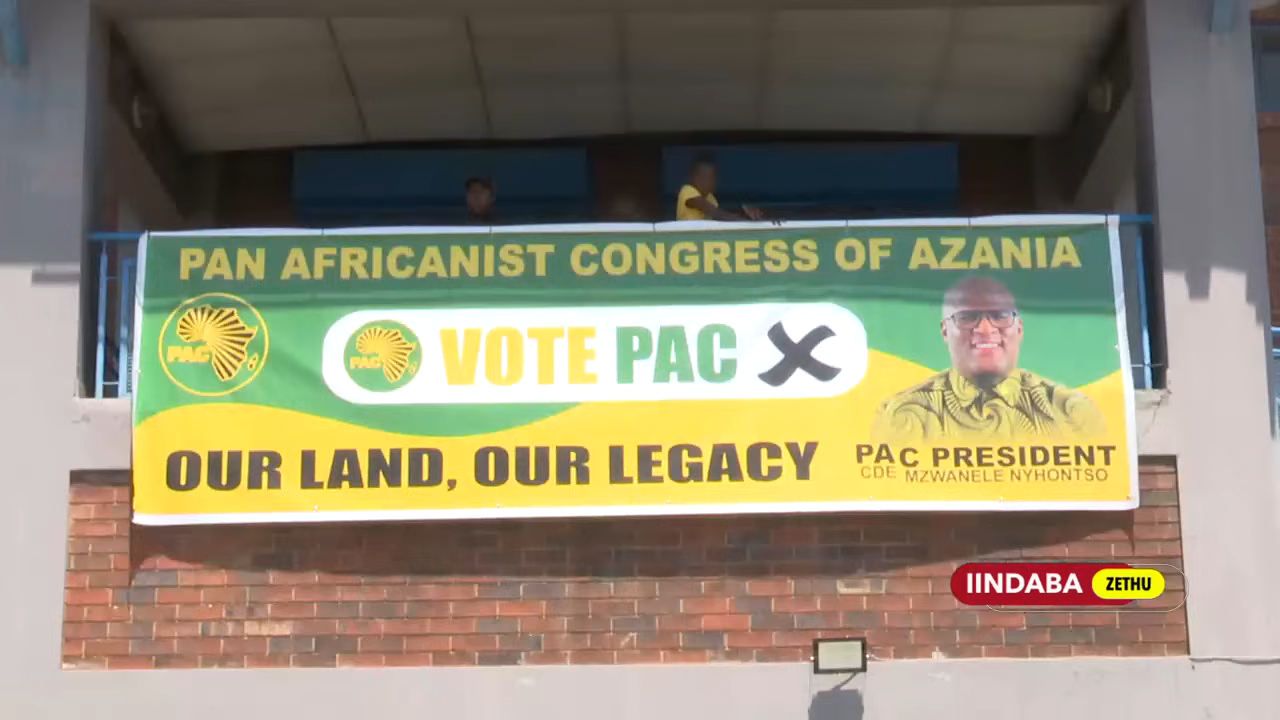 PAN AFRICANIST CONGRESS OF AZANIA
PAC
PAC
VOTE PAC
OUR LAND, OUR LEGACY
PAC PRESIDENT
CDE MZWANELE NYHONTSO
IINDABA ZETHU